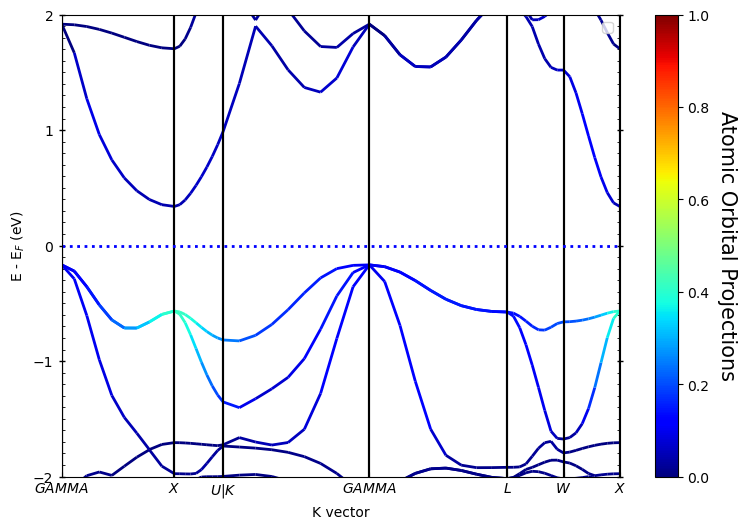 2
1
0
−1
−2
E - E_F (eV)
GAMMA X U|K GAMMA L W X
K vector
1.0
0.8
0.6
0.4
0.2
0.0
Atomic Orbital Projections